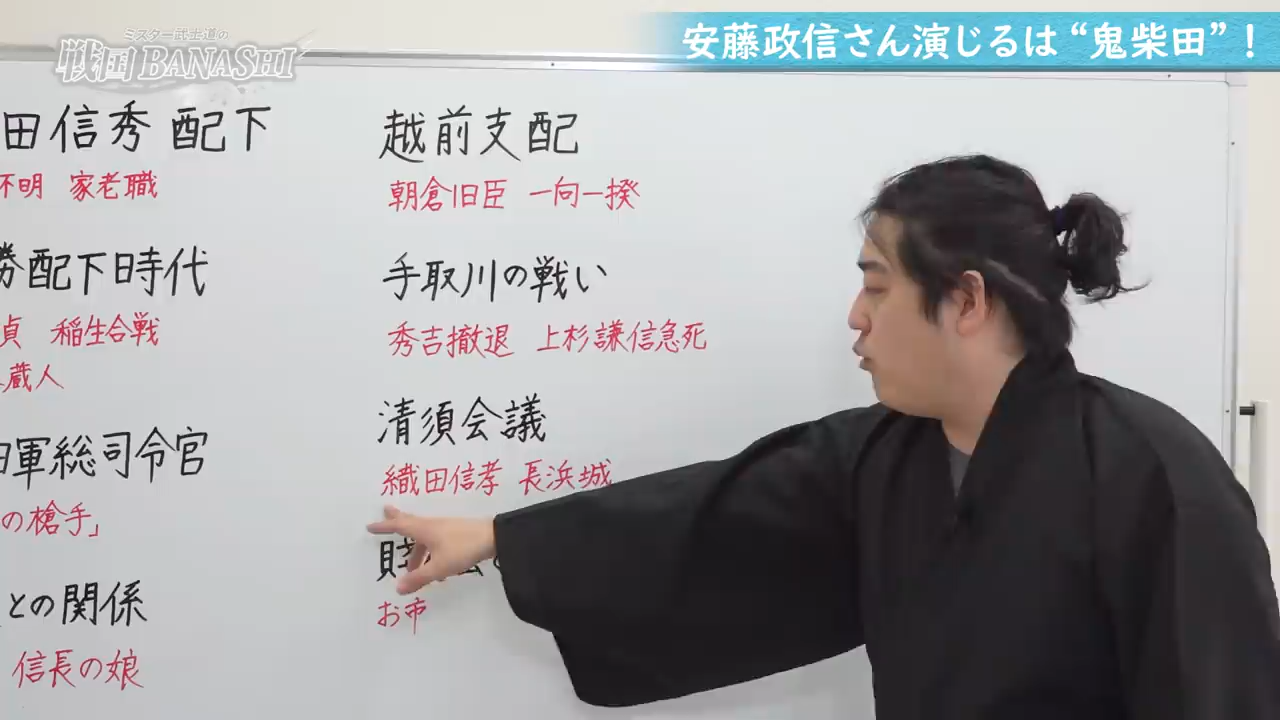 ミスター武士道の
戦国BANASHI
安藤政信さん演じるは“鬼柴田”!
田信秀 配下
不明 家老職
勝配下時代
貞 稲生合戦
蔵人
田軍総司令官
の槍手」
との関係
信長の娘
越前支配
朝倉旧臣 一向一揆
手取川の戦い
秀吉撤退 上杉謙信急死
清須会議
織田信孝 長浜城
賤
お市